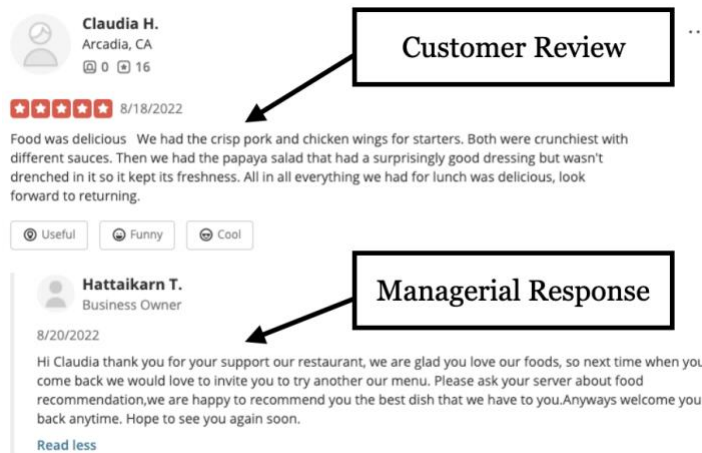 Claudia H.
Arcadia, CA
0 16
Customer Review
8/18/2022
Food was delicious We had the crisp pork and chicken wings for starters. Both were crunchiest with
different sauces. Then we had the papaya salad that had a surprisingly good dressing but wasn't
drenched in it so it kept its freshness. All in all everything we had for lunch was delicious, look
forward to returning.
Useful Funny Cool
Hattaikarn T.
Business Owner
Managerial Response
8/20/2022
Hi Claudia thank you for your support our restaurant, we are glad you love our foods, so next time when you
come back we would love to invite you to try another our menu. Please ask your server about food
recommendation,we are happy to recommend you the best dish that we have to you.Anyways welcome you
back anytime. Hope to see you again soon.
Read less